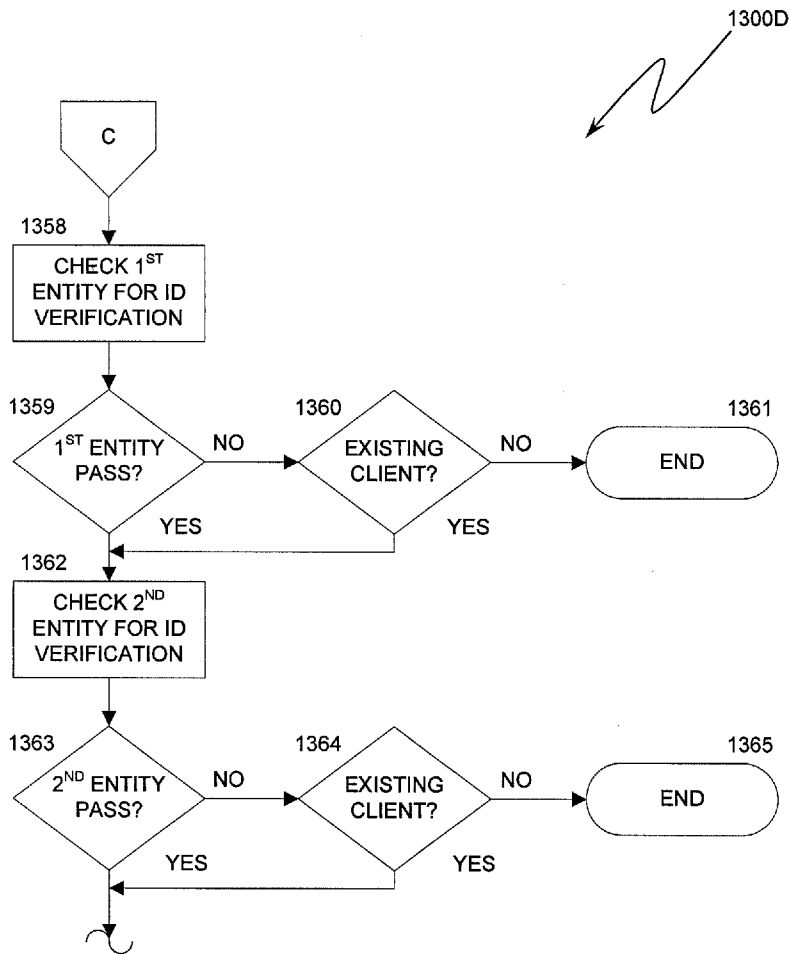 1300D
C
1358
CHECK 1ST
ENTITY FOR ID
VERIFICATION
1359
1ST ENTITY
PASS?
NO
YES
1360
EXISTING
CLIENT?
NO
YES
1361
END
1362
CHECK 2ND
ENTITY FOR ID
VERIFICATION
1363
2ND ENTITY
PASS?
NO
YES
1364
EXISTING
CLIENT?
NO
YES
1365
END